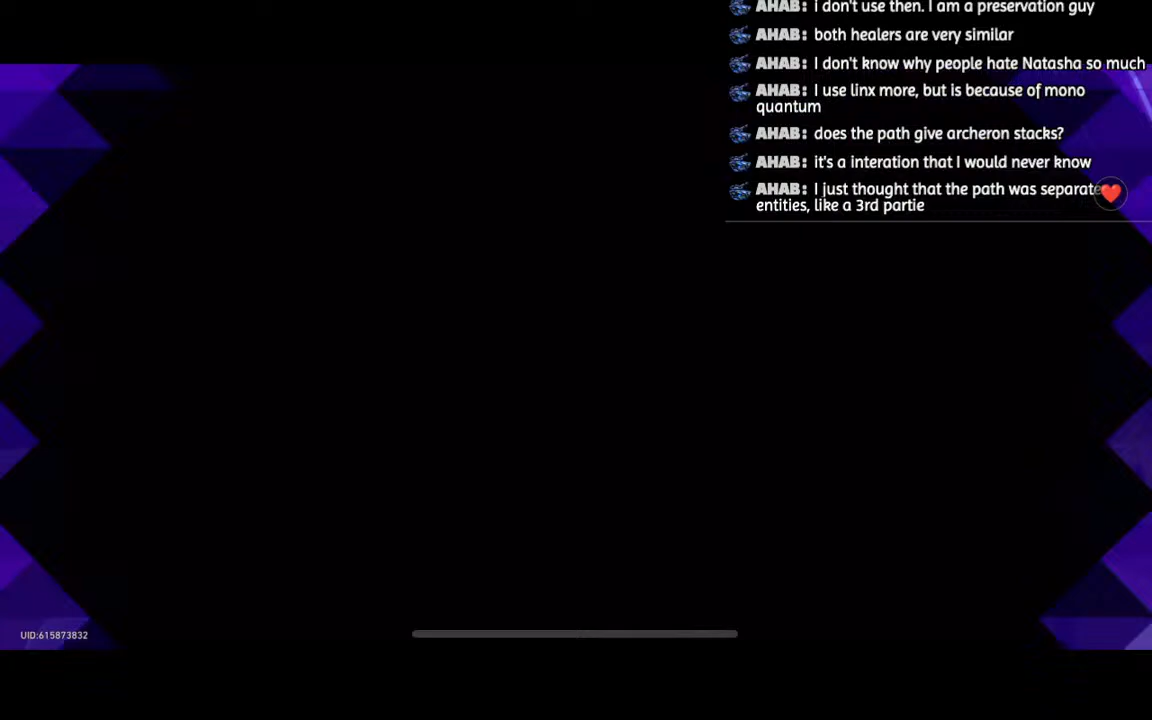 AHAB: i don't use then. I am a preservation guy
AHAB: both healers are very similar
AHAB: I don't know why people hate Natasha so much
AHAB: I use linx more, but is because of mono
quantum
AHAB: does the path give archeron stacks?
AHAB: it's a interation that I would never know
AHAB: I just thought that the path was separate
entities, like a 3rd partie
UID:615873832